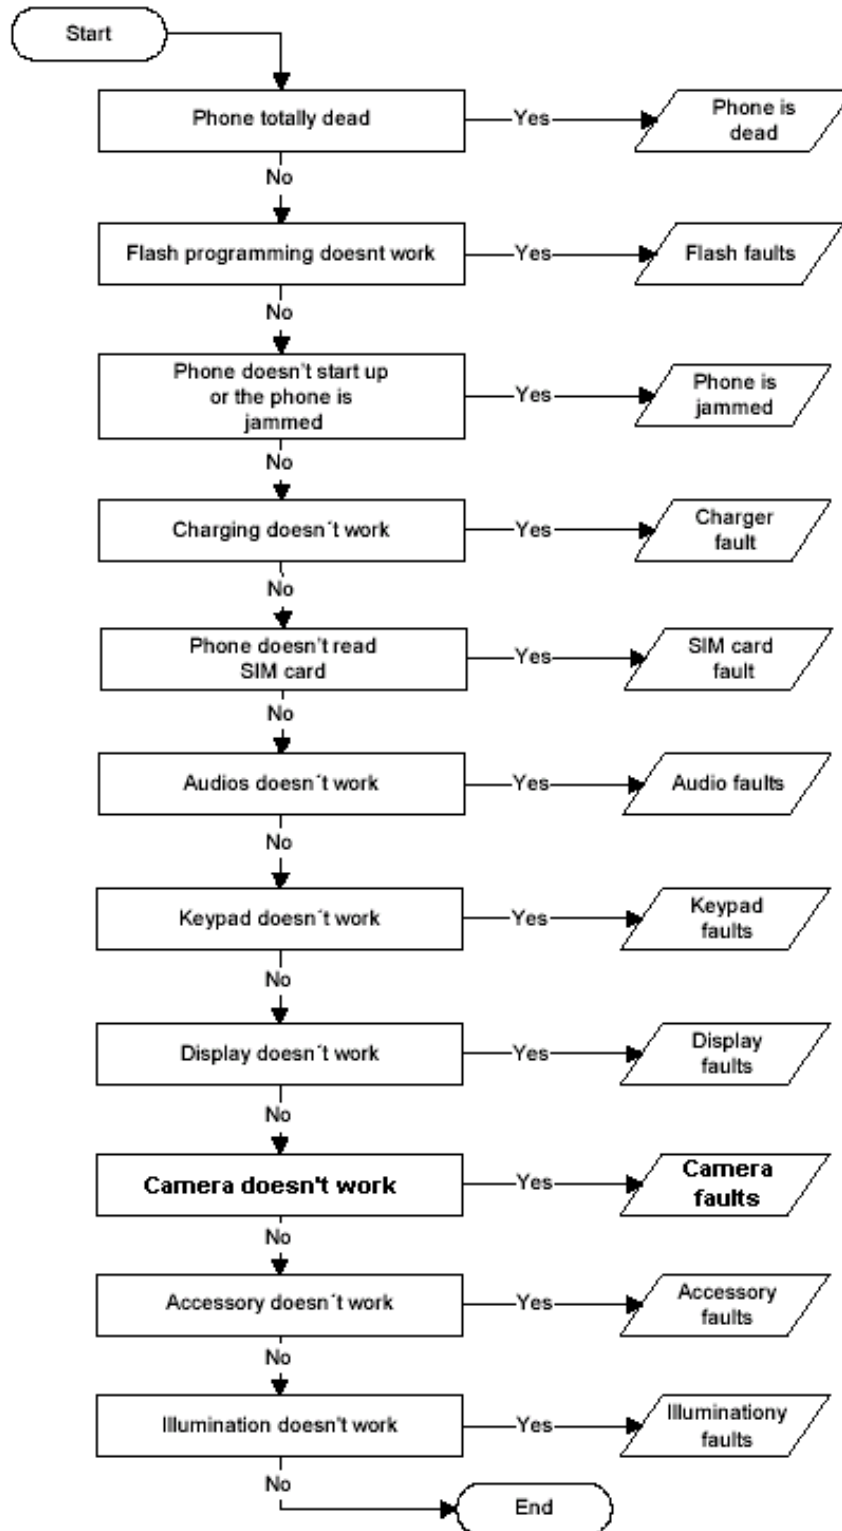 Start
Phone totally dead
Yes
Phone is
dead
No
Flash programming doesnt work
Yes
Flash faults
No
Phone doesn't start up
or the phone is
jammed
Yes
Phone is
jammed
No
Charging doesn´t work
Yes
Charger
fault
No
Phone doesn't read
SIM card
Yes
SIM card
fault
No
Audios doesn´t work
Yes
Audio faults
No
Keypad doesn´t work
Yes
Keypad
faults
No
Display doesn´t work
Yes
Display
faults
No
Camera doesn't work
Yes
Camera
faults
No
Accessory doesn´t work
Yes
Accessory
faults
No
Illumination doesn't work
Yes
Illuminationy
faults
No
End